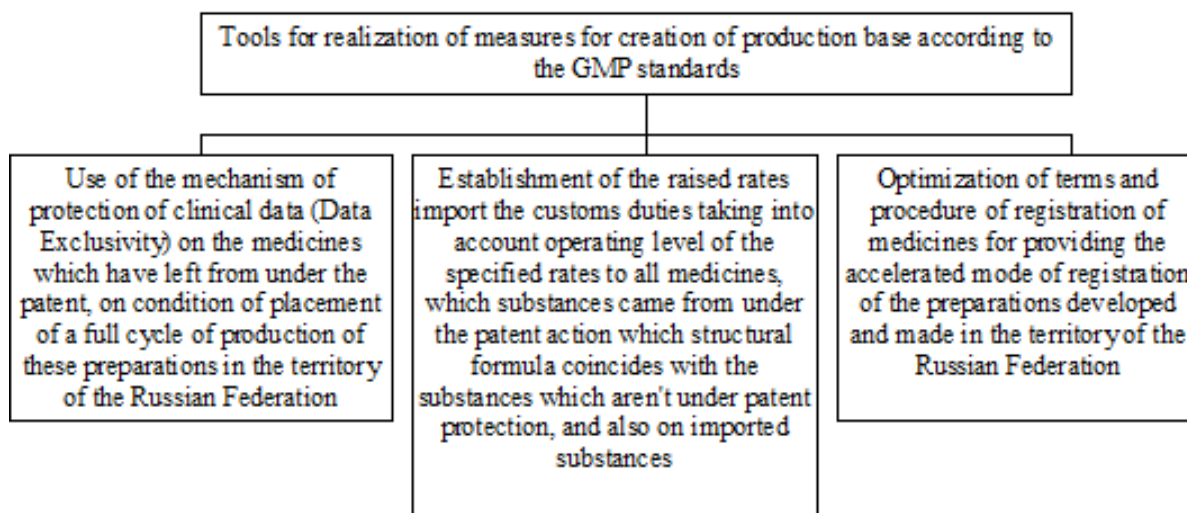 Tools for realization of measures for creation of production base according to
the GMP standards
Use of the mechanism of
protection of clinical data (Data
Exclusivity) on the medicines
which have left from under the
patent, on condition of placement
of a full cycle of production of
these preparations in the territory
of the Russian Federation
Establishment of the raised rates
import the customs duties taking into
account operating level of the
specified rates to all medicines,
which substances came from under
the patent action which structural
formula coincides with the
substances which aren't under patent
protection, and also on imported
substances
Optimization of terms and
procedure of registration of
medicines for providing the
accelerated mode of registration
of the preparations developed
and made in the territory of the
Russian Federation